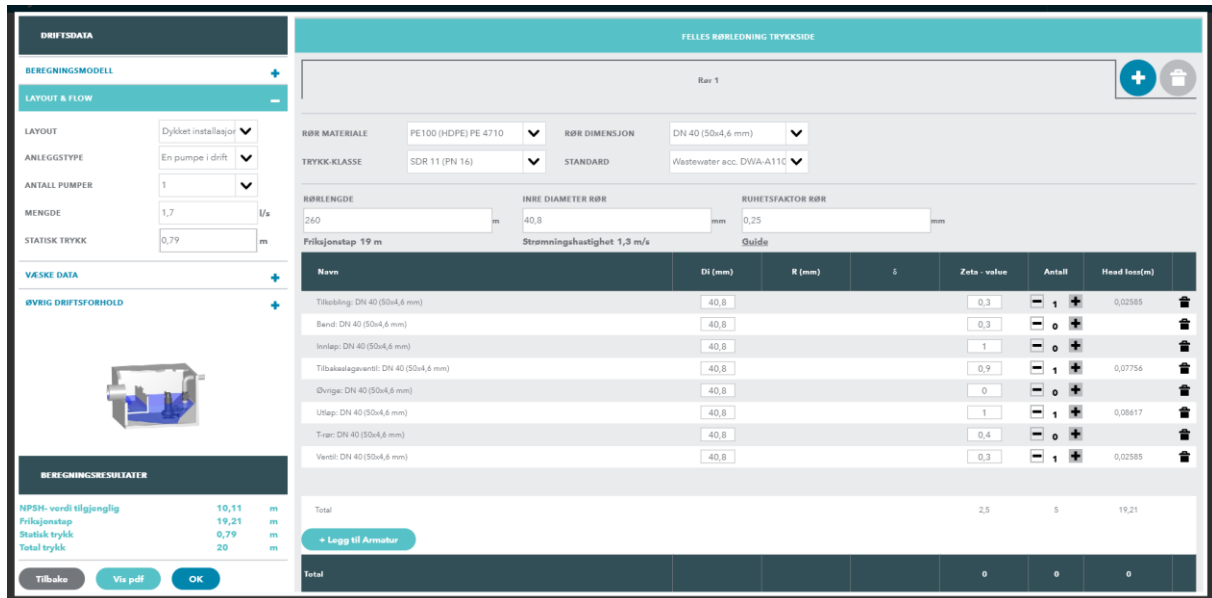 DRIFTSDATA
BEREGNINGSMODELL
LAYOUT & FLOW
LAYOUT Dykket installasjor
ANLEGGSTYPE En pumpe i drift
ANTALL PUMPER 1
MENGDE 1,7 l/s
STATISK TRYKK 0,79 m
VÆSKE DATA
ØVRIG DRIFTSFORHOLD
BEREGNINGSRESULTATER
NPSH- verdi tilgjenglig 10,11 m
Friksjonstap 19,21 m
Statisk trykk 0,79 m
Total trykk 20 m
Tilbake Vis pdf OK
FELLES RØRLEDNING TRYKKSIDE
Rør 1
RØR MATERIALE PE100 (HDPE) PE 4710 RØR DIMENSJON DN 40 (50x4,6 mm)
TRYKK-KLASSE SDR 11 (PN 16) STANDARD Wastewater acc. DWA-A110
RØRLENGDE INRE DIAMETER RØR RUHETSFAKTOR RØR
260 m 40,8 mm 0,25 mm
Friksjonstap 19 m Strømningshastighet 1,3 m/s Guide
Navn Di (mm) R (mm) δ Zeta - value Antall Head loss(m)
Tilkobling: DN 40 (50x4,6 mm) 40,8 0,3 1 0,02585
Bend: DN 40 (50x4,6 mm) 40,8 0,3 0
Innløp: DN 40 (50x4,6 mm) 40,8 1 0
Tilbakeslagsventil: DN 40 (50x4,6 mm) 40,8 0,9 1 0,07756
Øvrige: DN 40 (50x4,6 mm) 40,8 0 0
Utløp: DN 40 (50x4,6 mm) 40,8 1 1 0,08617
T-rør: DN 40 (50x4,6 mm) 40,8 0,4 0
Ventil: DN 40 (50x4,6 mm) 40,8 0,3 1 0,02585
Total 2,5 5 19,21
+ Legg til Armatur
Total 0 0 0